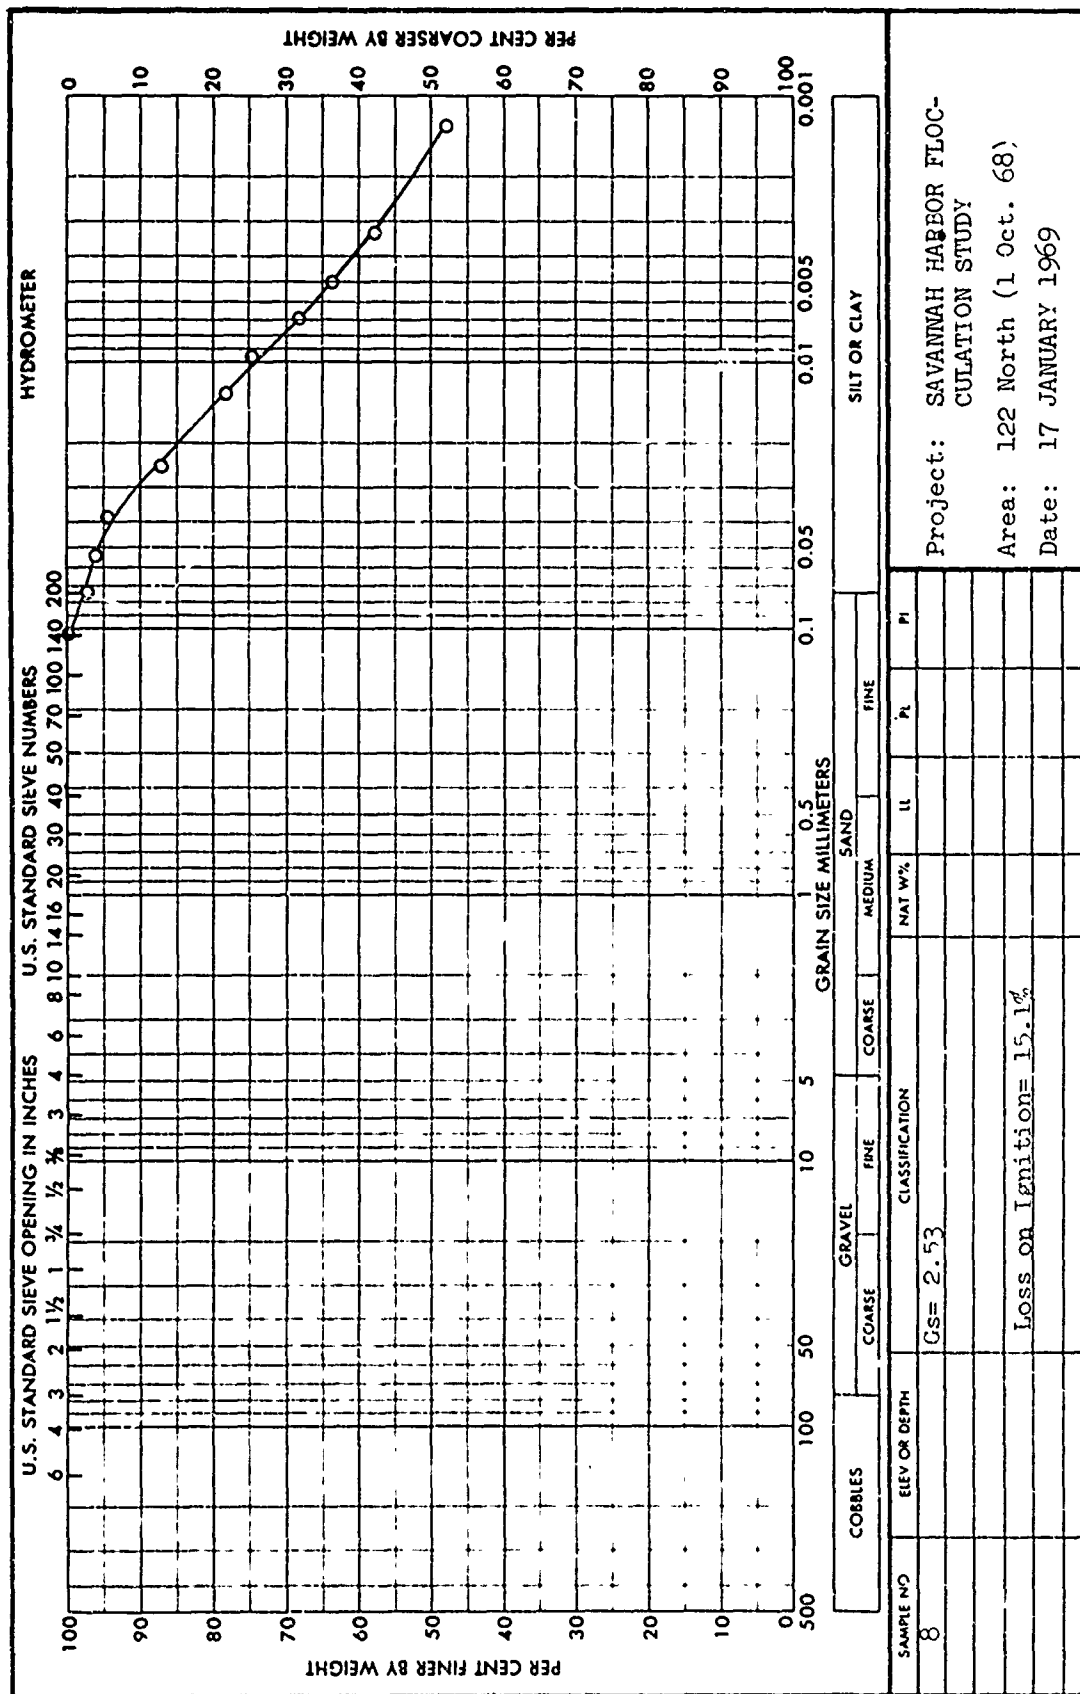 U.S. STANDARD SIEVE OPENING IN INCHES U.S. STANDARD SIEVE NUMBERS HYDROMETER
6 4 3 2 1½ 1 ¾ ½ ⅜ 3 4 6 8 10 14 16 20 30 40 50 70 100 140 200
PER CENT FINER BY WEIGHT
100
90
80
70
60
50
40
30
20
10
0
PER CENT COARSER BY WEIGHT
0
10
20
30
40
50
60
70
80
90
100
500 100 50 10 5 1 0.5 0.1 0.05 0.01 0.005 0.001
GRAIN SIZE MILLIMETERS
COBBLES GRAVEL SAND SILT OR CLAY
COARSE FINE COARSE MEDIUM FINE
SAMPLE NO ELEV OR DEPTH CLASSIFICATION NAT W% LL PL PI
8 Gs= 2.53
Loss on Ignition= 15.1%
Project: SAVANNAH HARBOR FLOC-
CULATION STUDY
Area: 122 North (1 Oct. 68)
Date: 17 JANUARY 1969